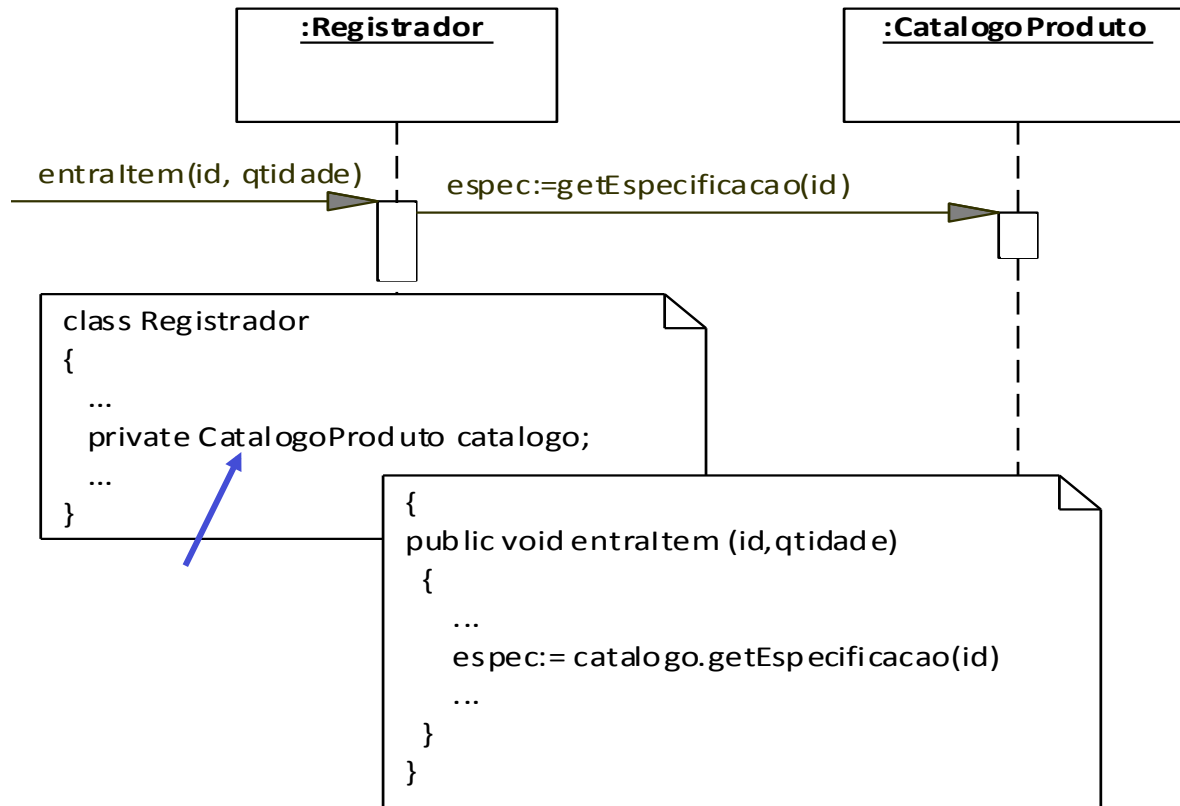 :Registrador
:CatalogoProduto
entraItem(id, qtidade)
espec:=getEspecificacao(id)
class Registrador
{
...
private CatalogoProduto catalogo;
...
}
{
public void entraItem (id,qtidade)
{
...
espec:= catalogo.getEspecificacao(id)
...
}
}